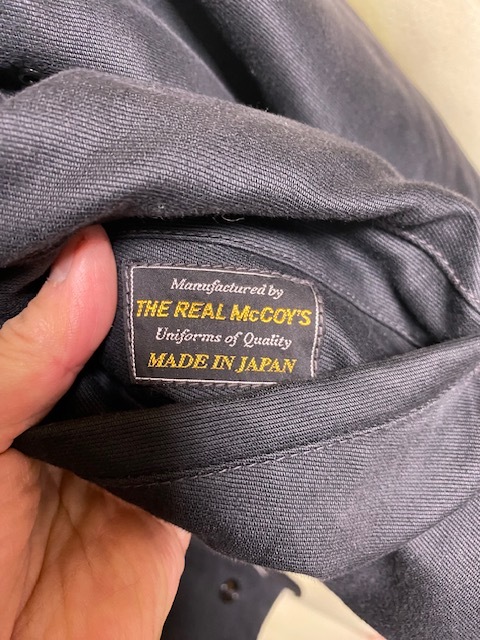 Manufactured by
THE REAL McCOY'S
Uniforms of Quality
MADE IN JAPAN